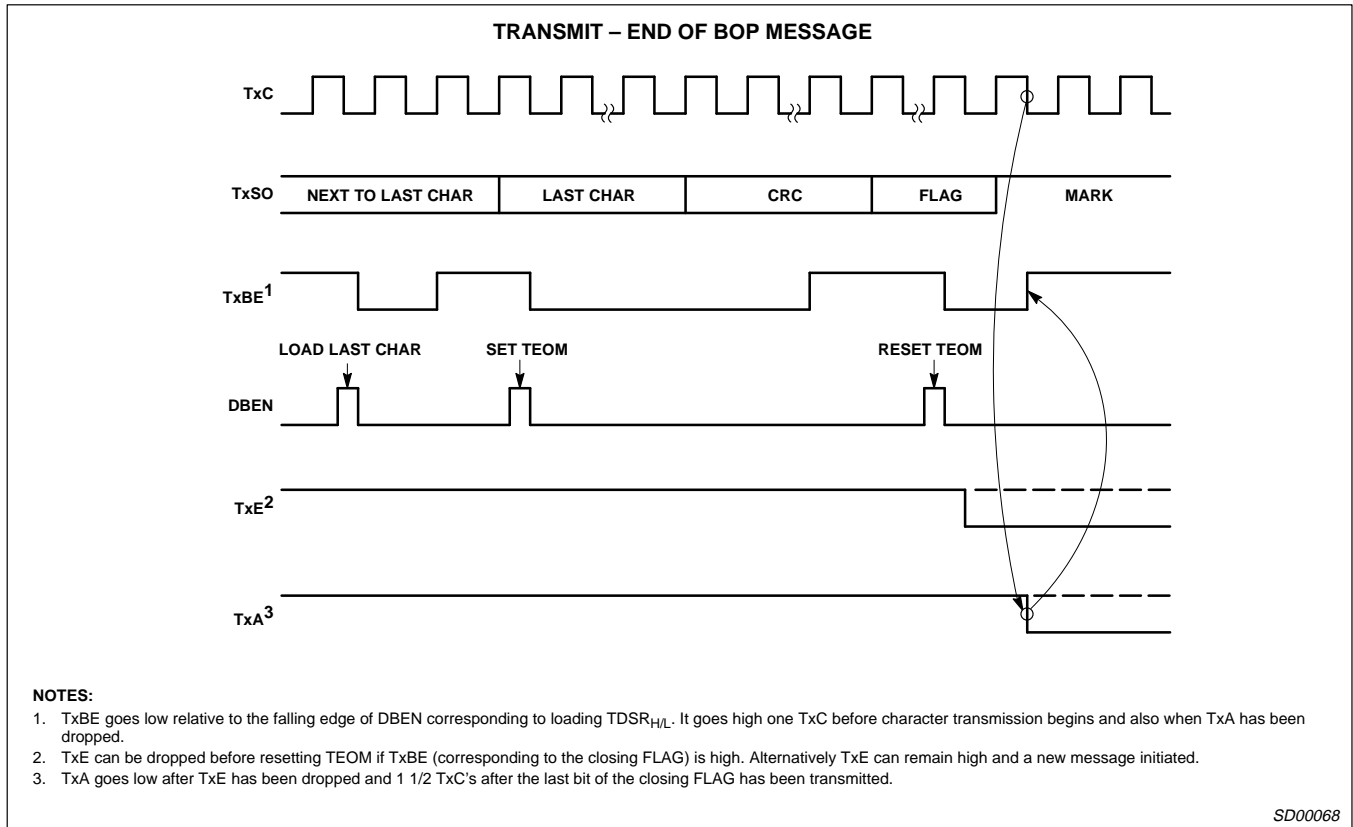 TRANSMIT – END OF BOP MESSAGE
TxC
TxSO NEXT TO LAST CHAR LAST CHAR CRC FLAG MARK
TxBE1
LOAD LAST CHAR SET TEOM RESET TEOM
DBEN
TxE2
TxA3
NOTES:
1. TxBE goes low relative to the falling edge of DBEN corresponding to loading TDSRH/L. It goes high one TxC before character transmission begins and also when TxA has been
dropped.
2. TxE can be dropped before resetting TEOM if TxBE (corresponding to the closing FLAG) is high. Alternatively TxE can remain high and a new message initiated.
3. TxA goes low after TxE has been dropped and 1 1/2 TxC's after the last bit of the closing FLAG has been transmitted.
SD00068